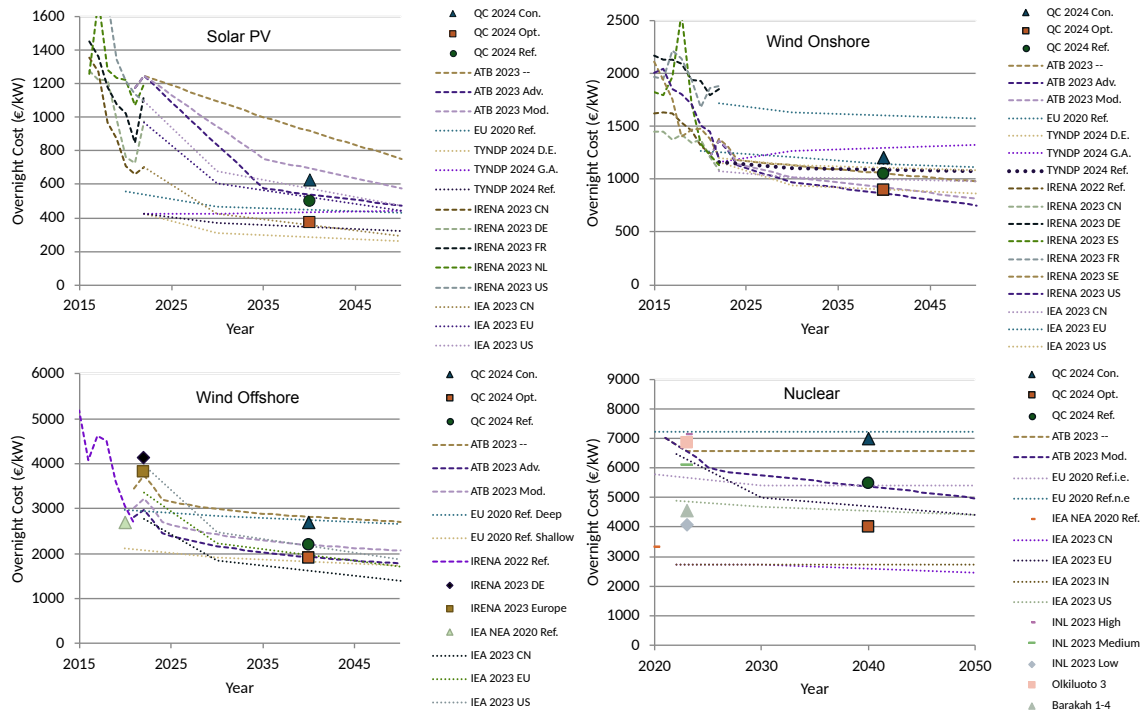 Solar PV
Overnight Cost (€/kW)
1600
1400
1200
1000
800
600
400
200
0
2015
2025
2035
2045
Year
QC 2024 Con.
QC 2024 Opt.
QC 2024 Ref.
ATB 2023 --
ATB 2023 Adv.
ATB 2023 Mod.
EU 2020 Ref.
TYNDP 2024 D.E.
TYNDP 2024 G.A.
TYNDP 2024 Ref.
IRENA 2023 CN
IRENA 2023 DE
IRENA 2023 FR
IRENA 2023 NL
IRENA 2023 US
IEA 2023 CN
IEA 2023 EU
IEA 2023 US
Wind Onshore
Overnight Cost (€/kW)
2500
2000
1500
1000
500
0
2015
2025
2035
2045
Year
QC 2024 Con.
QC 2024 Opt.
QC 2024 Ref.
ATB 2023 --
ATB 2023 Adv.
ATB 2023 Mod.
EU 2020 Ref.
TYNDP 2024 D.E.
TYNDP 2024 G.A.
TYNDP 2024 Ref.
IRENA 2022 Ref.
IRENA 2023 CN
IRENA 2023 DE
IRENA 2023 ES
IRENA 2023 FR
IRENA 2023 SE
IRENA 2023 US
IEA 2023 CN
IEA 2023 EU
IEA 2023 US
Wind Offshore
Overnight Cost (€/kW)
6000
5000
4000
3000
2000
1000
0
2015
2025
2035
2045
Year
QC 2024 Con.
QC 2024 Opt.
QC 2024 Ref.
ATB 2023 --
ATB 2023 Adv.
ATB 2023 Mod.
EU 2020 Ref. Deep
EU 2020 Ref. Shallow
IRENA 2022 Ref.
IRENA 2023 DE
IRENA 2023 Europe
IEA NEA 2020 Ref.
IEA 2023 CN
IEA 2023 EU
IEA 2023 US
Nuclear
Overnight Cost (€/kW)
9000
8000
7000
6000
5000
4000
3000
2000
1000
0
2020
2030
2040
2050
Year
QC 2024 Con.
QC 2024 Opt.
QC 2024 Ref.
ATB 2023 --
ATB 2023 Mod.
EU 2020 Ref.i.e.
EU 2020 Ref.n.e
IEA NEA 2020 Ref.
IEA 2023 CN
IEA 2023 EU
IEA 2023 IN
IEA 2023 US
INL 2023 High
INL 2023 Medium
INL 2023 Low
Olkiluoto 3
Barakah 1-4